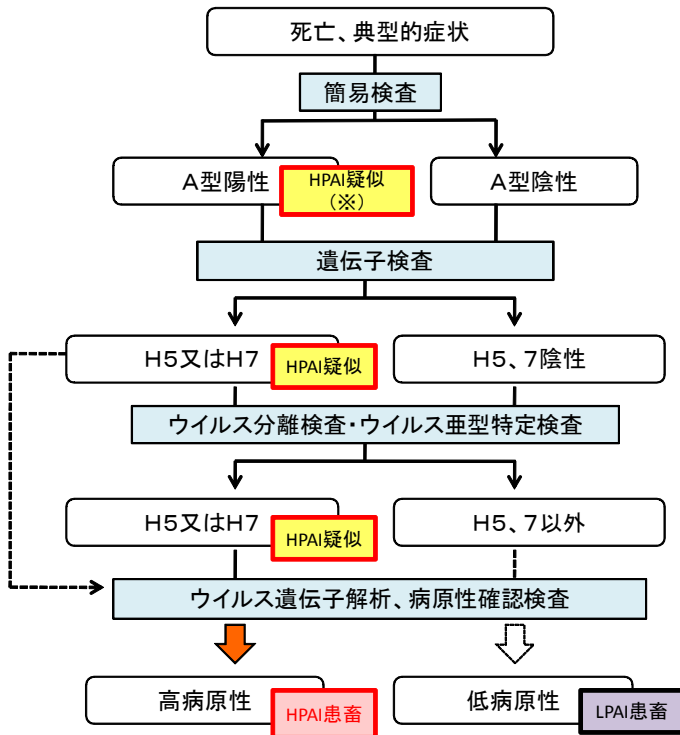 死亡、典型的症状
簡易検査
A型陽性
HPAI疑似
(※)
A型陰性
遺伝子検査
H5又はH7
HPAI疑似
H5、7陰性
ウイルス分離検査・ウイルス亜型特定検査
H5又はH7
HPAI疑似
H5、7以外
ウイルス遺伝子解析、病原性確認検査
高病原性
HPAI患畜
低病原性
LPAI患畜